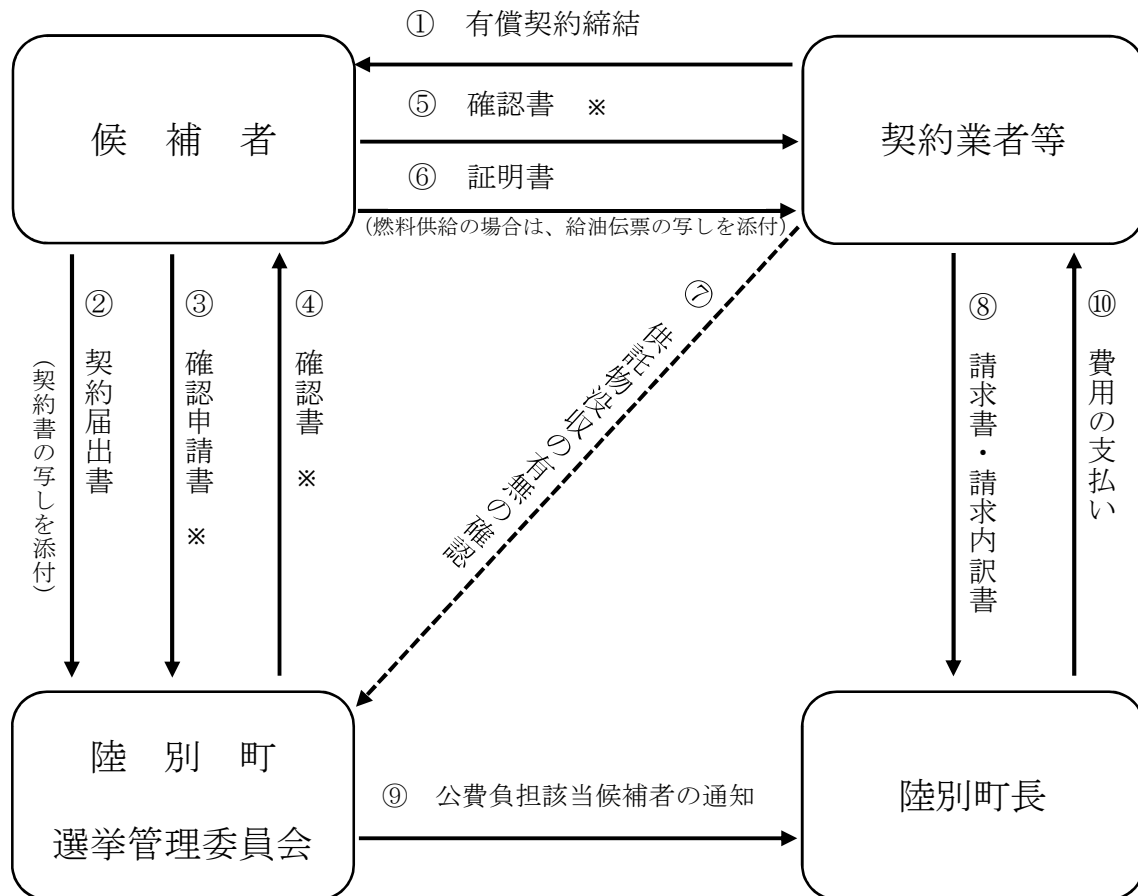 ① 有償契約締結
候 補 者
⑤ 確認書 ※
契約業者等
⑥ 証明書
(燃料供給の場合は、給油伝票の写しを添付)
② 契約届出書
(契約書の写しを添付)
③ 確認申請書 ※
④ 確認書 ※
⑦ 供託物没収の有無の確認
⑧ 請求書・請求内訳書
⑩ 費用の支払い
陸 別 町
選挙管理委員会
⑨ 公費負担該当候補者の通知
陸別町長